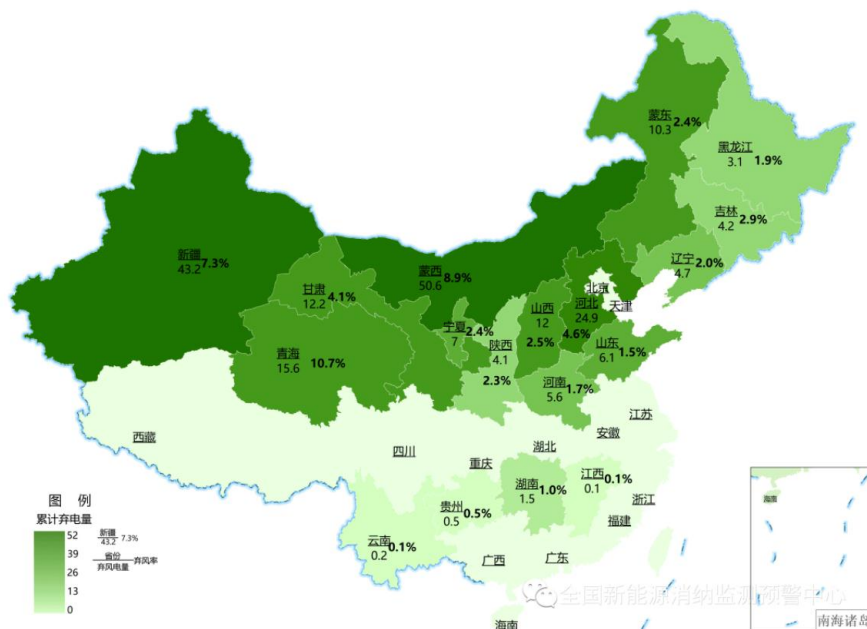 蒙东
10.3 2.4%
黑龙江
3.1 1.9%
吉林
4.2 2.9%
辽宁
4.7 2.0%
新疆
43.2 7.3%
蒙西
50.6 8.9%
甘肃
12.2 4.1%
北京
天津
河北
24.9
4.6%
山西
12
2.5%
宁夏
7 2.4%
陕西
4.1
2.3%
山东
6.1 1.5%
青海
15.6 10.7%
河南
5.6 1.7%
江苏
安徽
西藏
四川
湖北
重庆
湖南
1.5 1.0%
江西
0.1 0.1%
浙江
贵州
0.5 0.5%
福建
云南
0.2 0.1%
广西
广东
海南
图 例
累计弃电量
52
39
26
13
0
新疆
43.2 7.3%
省份
弃风电量 弃风率
海南
南海诸岛
全国新能源消纳监测预警中心